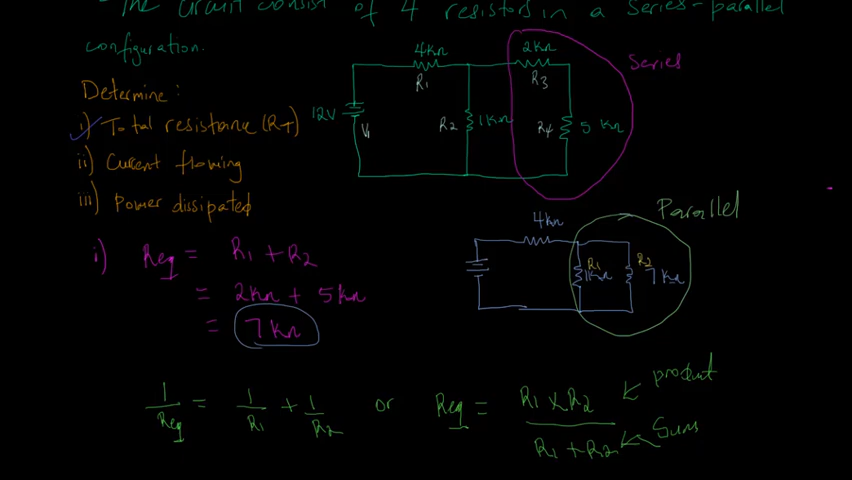 - The circuit consist of 4 resistors in a series-parallel
configuration.
Determine:
i) Total resistance (RT)
ii) Current flowing
iii) Power dissipated
12V
V1
4KΩ
R1
R2
1KΩ
2KΩ
R3
R4
5 KΩ
Series
i) Req = R1 + R2
= 2KΩ + 5KΩ
= 7KΩ
4KΩ
Parallel
R1
1KΩ
R2
7KΩ
1/Req = 1/R1 + 1/R2 or Req = R1 x R2 / R1 + R2
product
Sum